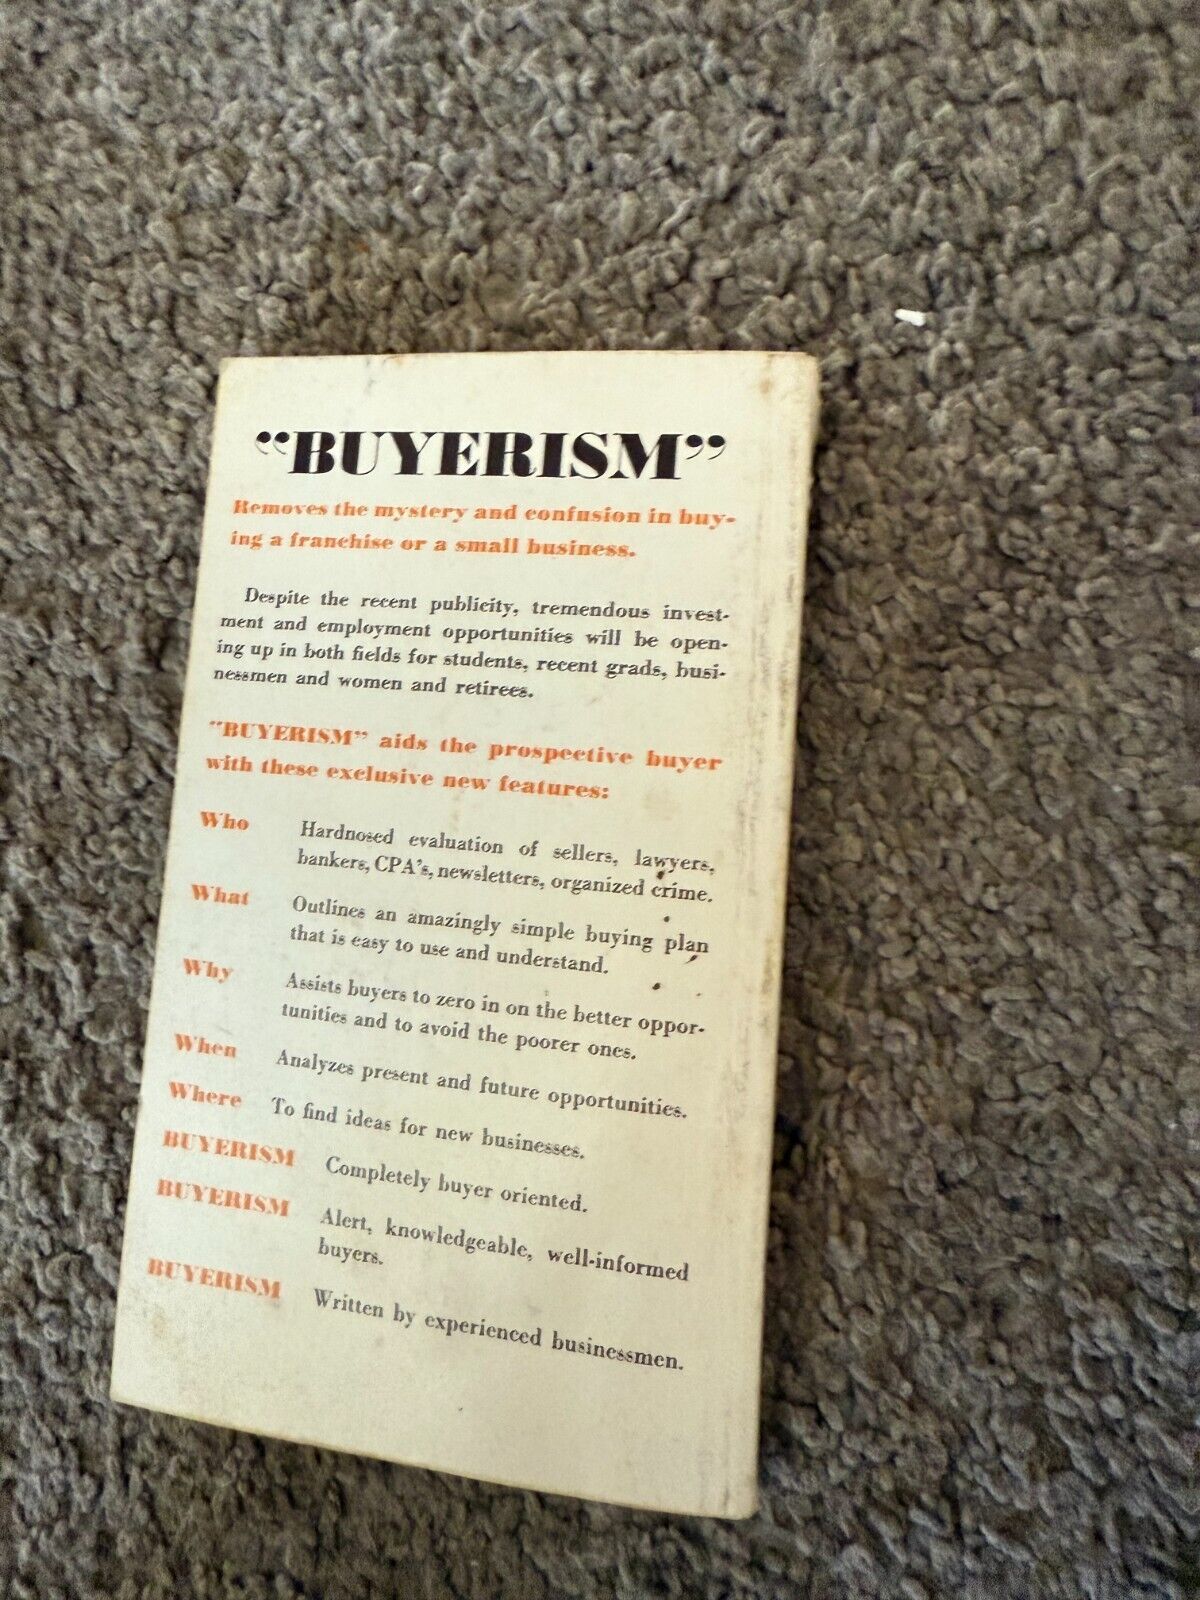 “BUYERISM”
Removes the mystery and confusion in buy-
ing a franchise or a small business.
Despite the recent publicity, tremendous invest-
ment and employment opportunities will be open-
ing up in both fields for students, recent grads, busi-
nessmen and women and retirees.
"BUYERISM" aids the prospective buyer
with these exclusive new features:
Who Hardnosed evaluation of sellers, lawyers,
bankers, CPA's, newsletters, organized crime.
What Outlines an amazingly simple buying plan
that is easy to use and understand.
Why Assists buyers to zero in on the better oppor-
tunities and to avoid the poorer ones.
When Analyzes present and future opportunities.
Where To find ideas for new businesses.
BUYERISM Completely buyer oriented.
BUYERISM Alert, knowledgeable, well-informed
buyers.
BUYERISM Written by experienced businessmen.